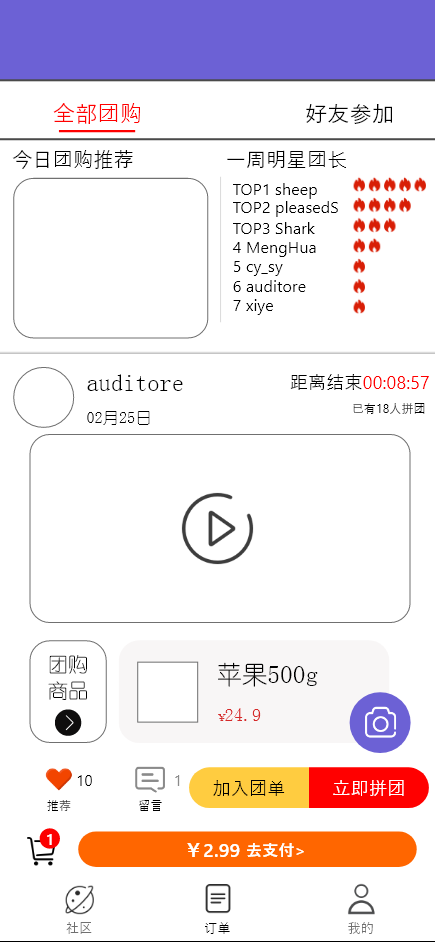 全部团购
好友参加
今日团购推荐
一周明星团长
TOP1 sheep
TOP2 pleasedS
TOP3 Shark
4 MengHua
5 cy_sy
6 auditore
7 xiye
auditore
02月25日
距离结束00:08:57
已有18人拼团
团购
商品
苹果500g
¥24.9
10
推荐
1
留言
加入团单
立即拼团
1
￥2.99 去支付>
社区
订单
我的